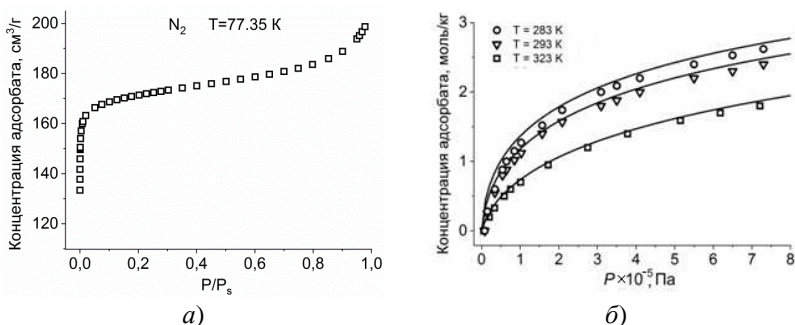 N₂ T=77.35 К
Концентрация адсорбата, см³/г
200
180
160
140
120
0,0 0,2 0,4 0,6 0,8 1,0
P/Pₛ
а)
T = 283 K
T = 293 K
T = 323 K
Концентрация адсорбата, моль/кг
3
2
1
0
0 1 2 3 4 5 6 7 8
P×10⁻⁵, Па
б)